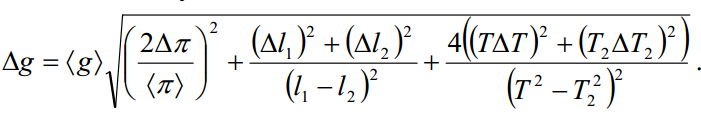 Δg = ⟨g⟩ √( (2Δπ / ⟨π⟩)² + ((Δl₁)² + (Δl₂)²) / (l₁ − l₂)² + 4((TΔT)² + (T₂ΔT₂)²) / (T² − T₂²)² ) .